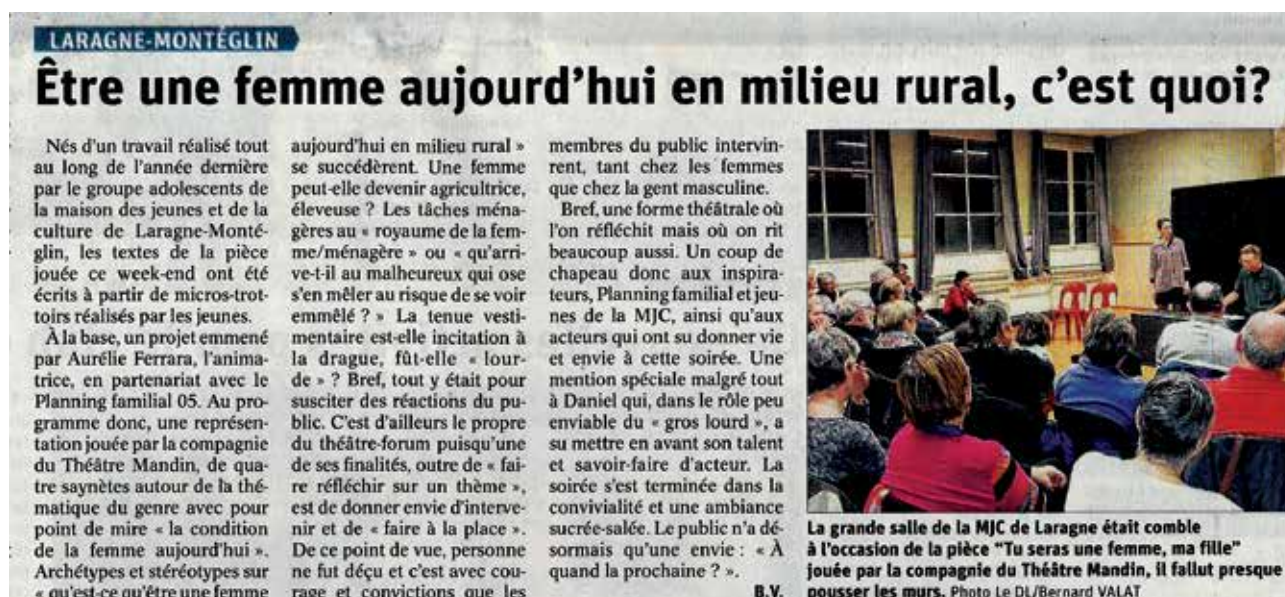 LARAGNE-MONTÉGLIN
Être une femme aujourd'hui en milieu rural, c'est quoi?
Nés d'un travail réalisé tout
au long de l'année dernière
par le groupe adolescents de
la maison des jeunes et de la
culture de Laragne-Monté-
glin, les textes de la pièce
jouée ce week-end ont été
écrits à partir de micros-trot-
toirs réalisés par les jeunes.
À la base, un projet emmené
par Aurélie Ferrara, l'anima-
trice, en partenariat avec le
Planning familial 05. Au pro-
gramme donc, une représen-
tation jouée par la compagnie
du Théâtre Mandin, de qua-
tre saynètes autour de la thé-
matique du genre avec pour
point de mire « la condition
de la femme aujourd'hui ».
Archétypes et stéréotypes sur
« qu'est-ce qu'être une femme
aujourd'hui en milieu rural »
se succédèrent. Une femme
peut-elle devenir agricultrice,
éleveuse ? Les tâches ména-
gères au « royaume de la fem-
me/ménagère » ou « qu'arri-
ve-t-il au malheureux qui ose
s'en mêler au risque de se voir
emmêlé ? » La tenue vesti-
mentaire est-elle incitation à
la drague, fût-elle « lour-
de » ? Bref, tout y était pour
susciter des réactions du pu-
blic. C'est d'ailleurs le propre
du théâtre-forum puisqu'une
de ses finalités, outre de « fai-
re réfléchir sur un thème »,
est de donner envie d'interve-
nir et de « faire à la place ».
De ce point de vue, personne
ne fut déçu et c'est avec cou-
rage et convictions que les
membres du public intervin-
rent, tant chez les femmes
que chez la gent masculine.
Bref, une forme théâtrale où
l'on réfléchit mais où on rit
beaucoup aussi. Un coup de
chapeau donc aux inspira-
teurs, Planning familial et jeu-
nes de la MJC, ainsi qu'aux
acteurs qui ont su donner vie
et envie à cette soirée. Une
mention spéciale malgré tout
à Daniel qui, dans le rôle peu
enviable du « gros lourd », a
su mettre en avant son talent
et savoir-faire d'acteur. La
soirée s'est terminée dans la
convivialité et une ambiance
sucrée-salée. Le public n'a dé-
sormais qu'une envie : « À
quand la prochaine ? ».
B.V.
La grande salle de la MJC de Laragne était comble
à l'occasion de la pièce "Tu seras une femme, ma fille"
jouée par la compagnie du Théâtre Mandin, il fallut presque
pousser les murs. Photo Le DL/Bernard VALAT